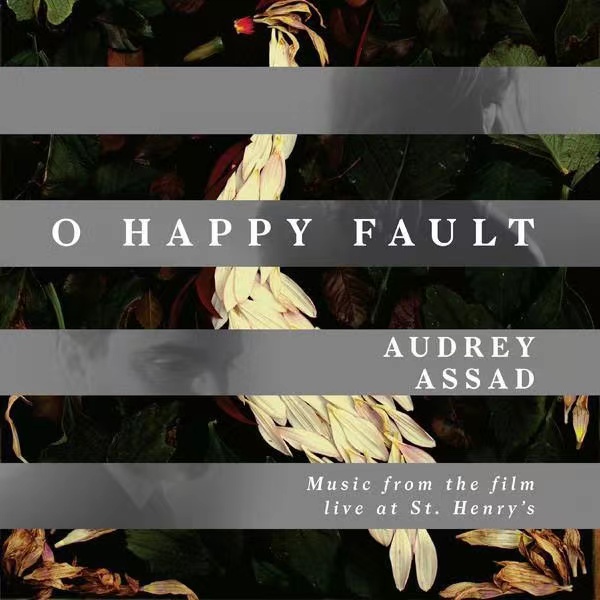 O HAPPY FAULT
AUDREY
ASSAD
Music from the film
live at St. Henry's